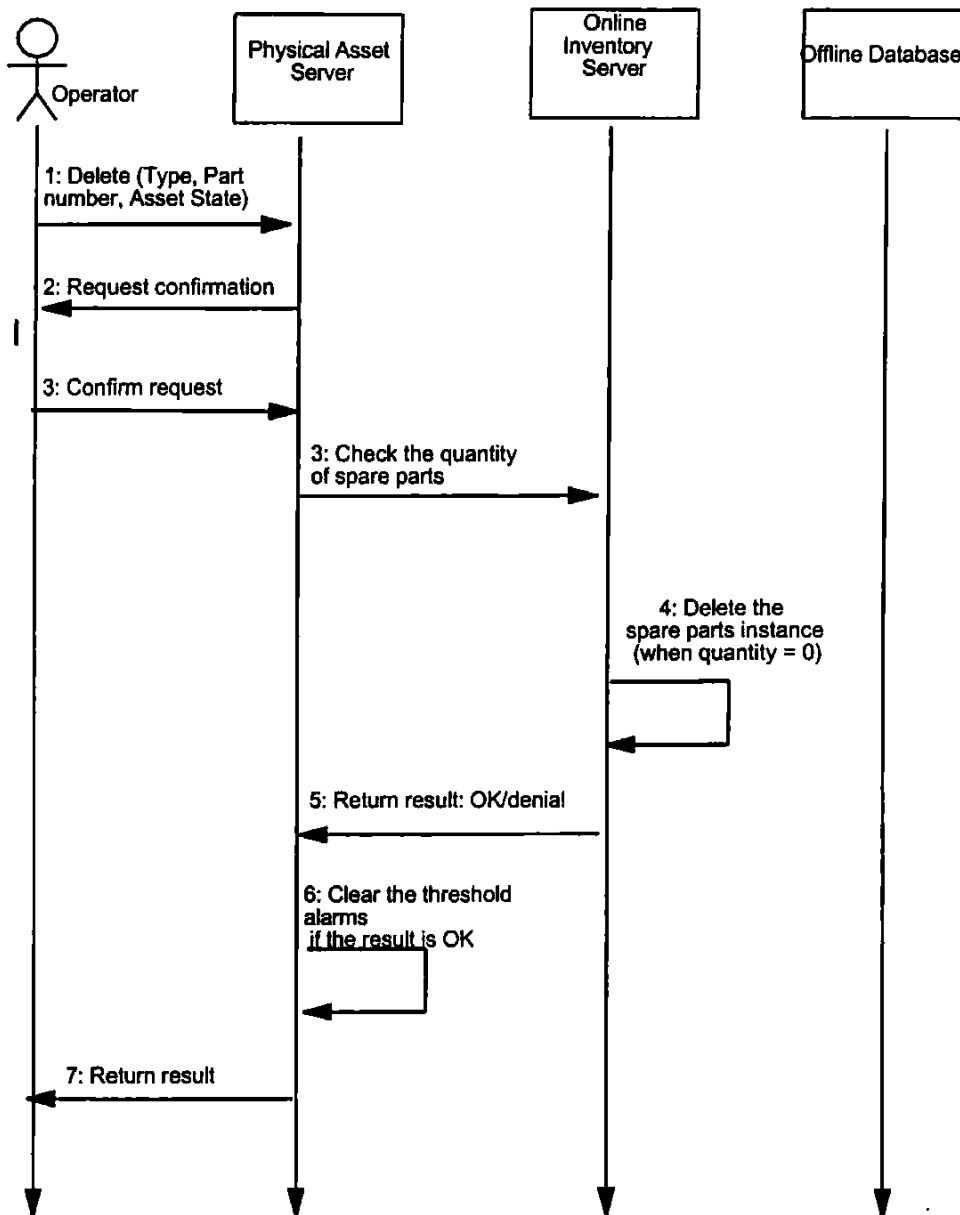 Operator
Physical Asset
Server
Online
Inventory
Server
Offline Database
1: Delete (Type, Part
number, Asset State)
2: Request confirmation
3: Confirm request
3: Check the quantity
of spare parts
4: Delete the
spare parts instance
(when quantity = 0)
5: Return result: OK/denial
6: Clear the threshold
alarms
if the result is OK
7: Return result